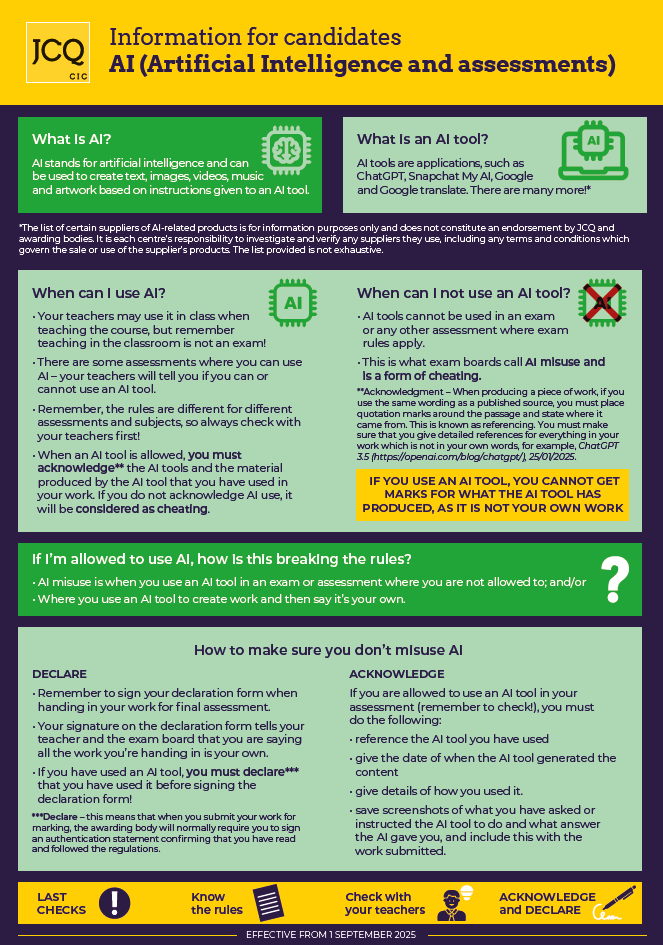 JCQ
CIC
Information for candidates
AI (Artificial Intelligence and assessments)
What is AI?
AI stands for artificial intelligence and can
be used to create text, images, videos, music
and artwork based on instructions given to an AI tool.
What is an AI tool?
AI tools are applications, such as
ChatGPT, Snapchat My AI, Google
and Google translate. There are many more!*
AI
*The list of certain suppliers of AI-related products is for information purposes only and does not constitute an endorsement by JCQ and
awarding bodies. It is each centre's responsibility to investigate and verify any suppliers they use, including any terms and conditions which
govern the sale or use of the supplier's products. The list provided is not exhaustive.
When can I use AI?
AI
• Your teachers may use it in class when
teaching the course, but remember
teaching in the classroom is not an exam!
• There are some assessments where you can use
AI – your teachers will tell you if you can or
cannot use an AI tool.
• Remember, the rules are different for different
assessments and subjects, so always check with
your teachers first!
• When an AI tool is allowed, you must
acknowledge** the AI tools and the material
produced by the AI tool that you have used in
your work. If you do not acknowledge AI use, it
will be considered as cheating.
When can I not use an AI tool?
AI
• AI tools cannot be used in an exam
or any other assessment where exam
rules apply.
• This is what exam boards call AI misuse and
is a form of cheating.
**Acknowledgment – When producing a piece of work, if you
use the same wording as a published source, you must place
quotation marks around the passage and state where it
came from. This is known as referencing. You must make
sure that you give detailed references for everything in your
work which is not in your own words, for example, ChatGPT
3.5 (https://openai.com/blog/chatgpt/), 25/01/2025.
IF YOU USE AN AI TOOL, YOU CANNOT GET
MARKS FOR WHAT THE AI TOOL HAS
PRODUCED, AS IT IS NOT YOUR OWN WORK
If I'm allowed to use AI, how is this breaking the rules?
• AI misuse is when you use an AI tool in an exam or assessment where you are not allowed to; and/or
• Where you use an AI tool to create work and then say it's your own.
?
How to make sure you don't misuse AI
DECLARE
• Remember to sign your declaration form when
handing in your work for final assessment.
• Your signature on the declaration form tells your
teacher and the exam board that you are saying
all the work you're handing in is your own.
• If you have used an AI tool, you must declare***
that you have used it before signing the
declaration form!
***Declare – this means that when you submit your work for
marking, the awarding body will normally require you to sign
an authentication statement confirming that you have read
and followed the regulations.
ACKNOWLEDGE
If you are allowed to use an AI tool in your
assessment (remember to check!), you must
do the following:
• reference the AI tool you have used
• give the date of when the AI tool generated the
content
• give details of how you used it.
• save screenshots of what you have asked or
instructed the AI tool to do and what answer
the AI gave you, and include this with the
work submitted.
LAST
CHECKS
!
Know
the rules
Check with
your teachers
ACKNOWLEDGE
and DECLARE
EFFECTIVE FROM 1 SEPTEMBER 2025